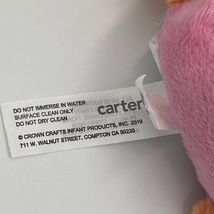 DO NOT IMMERSE IN WATER
SURFACE CLEAN ONLY
DO NOT DRY CLEAN
carter
© CROWN CRAFTS INFANT PRODUCTS, INC. 2019
711 W. WALNUT STREET, COMPTON CA 90220